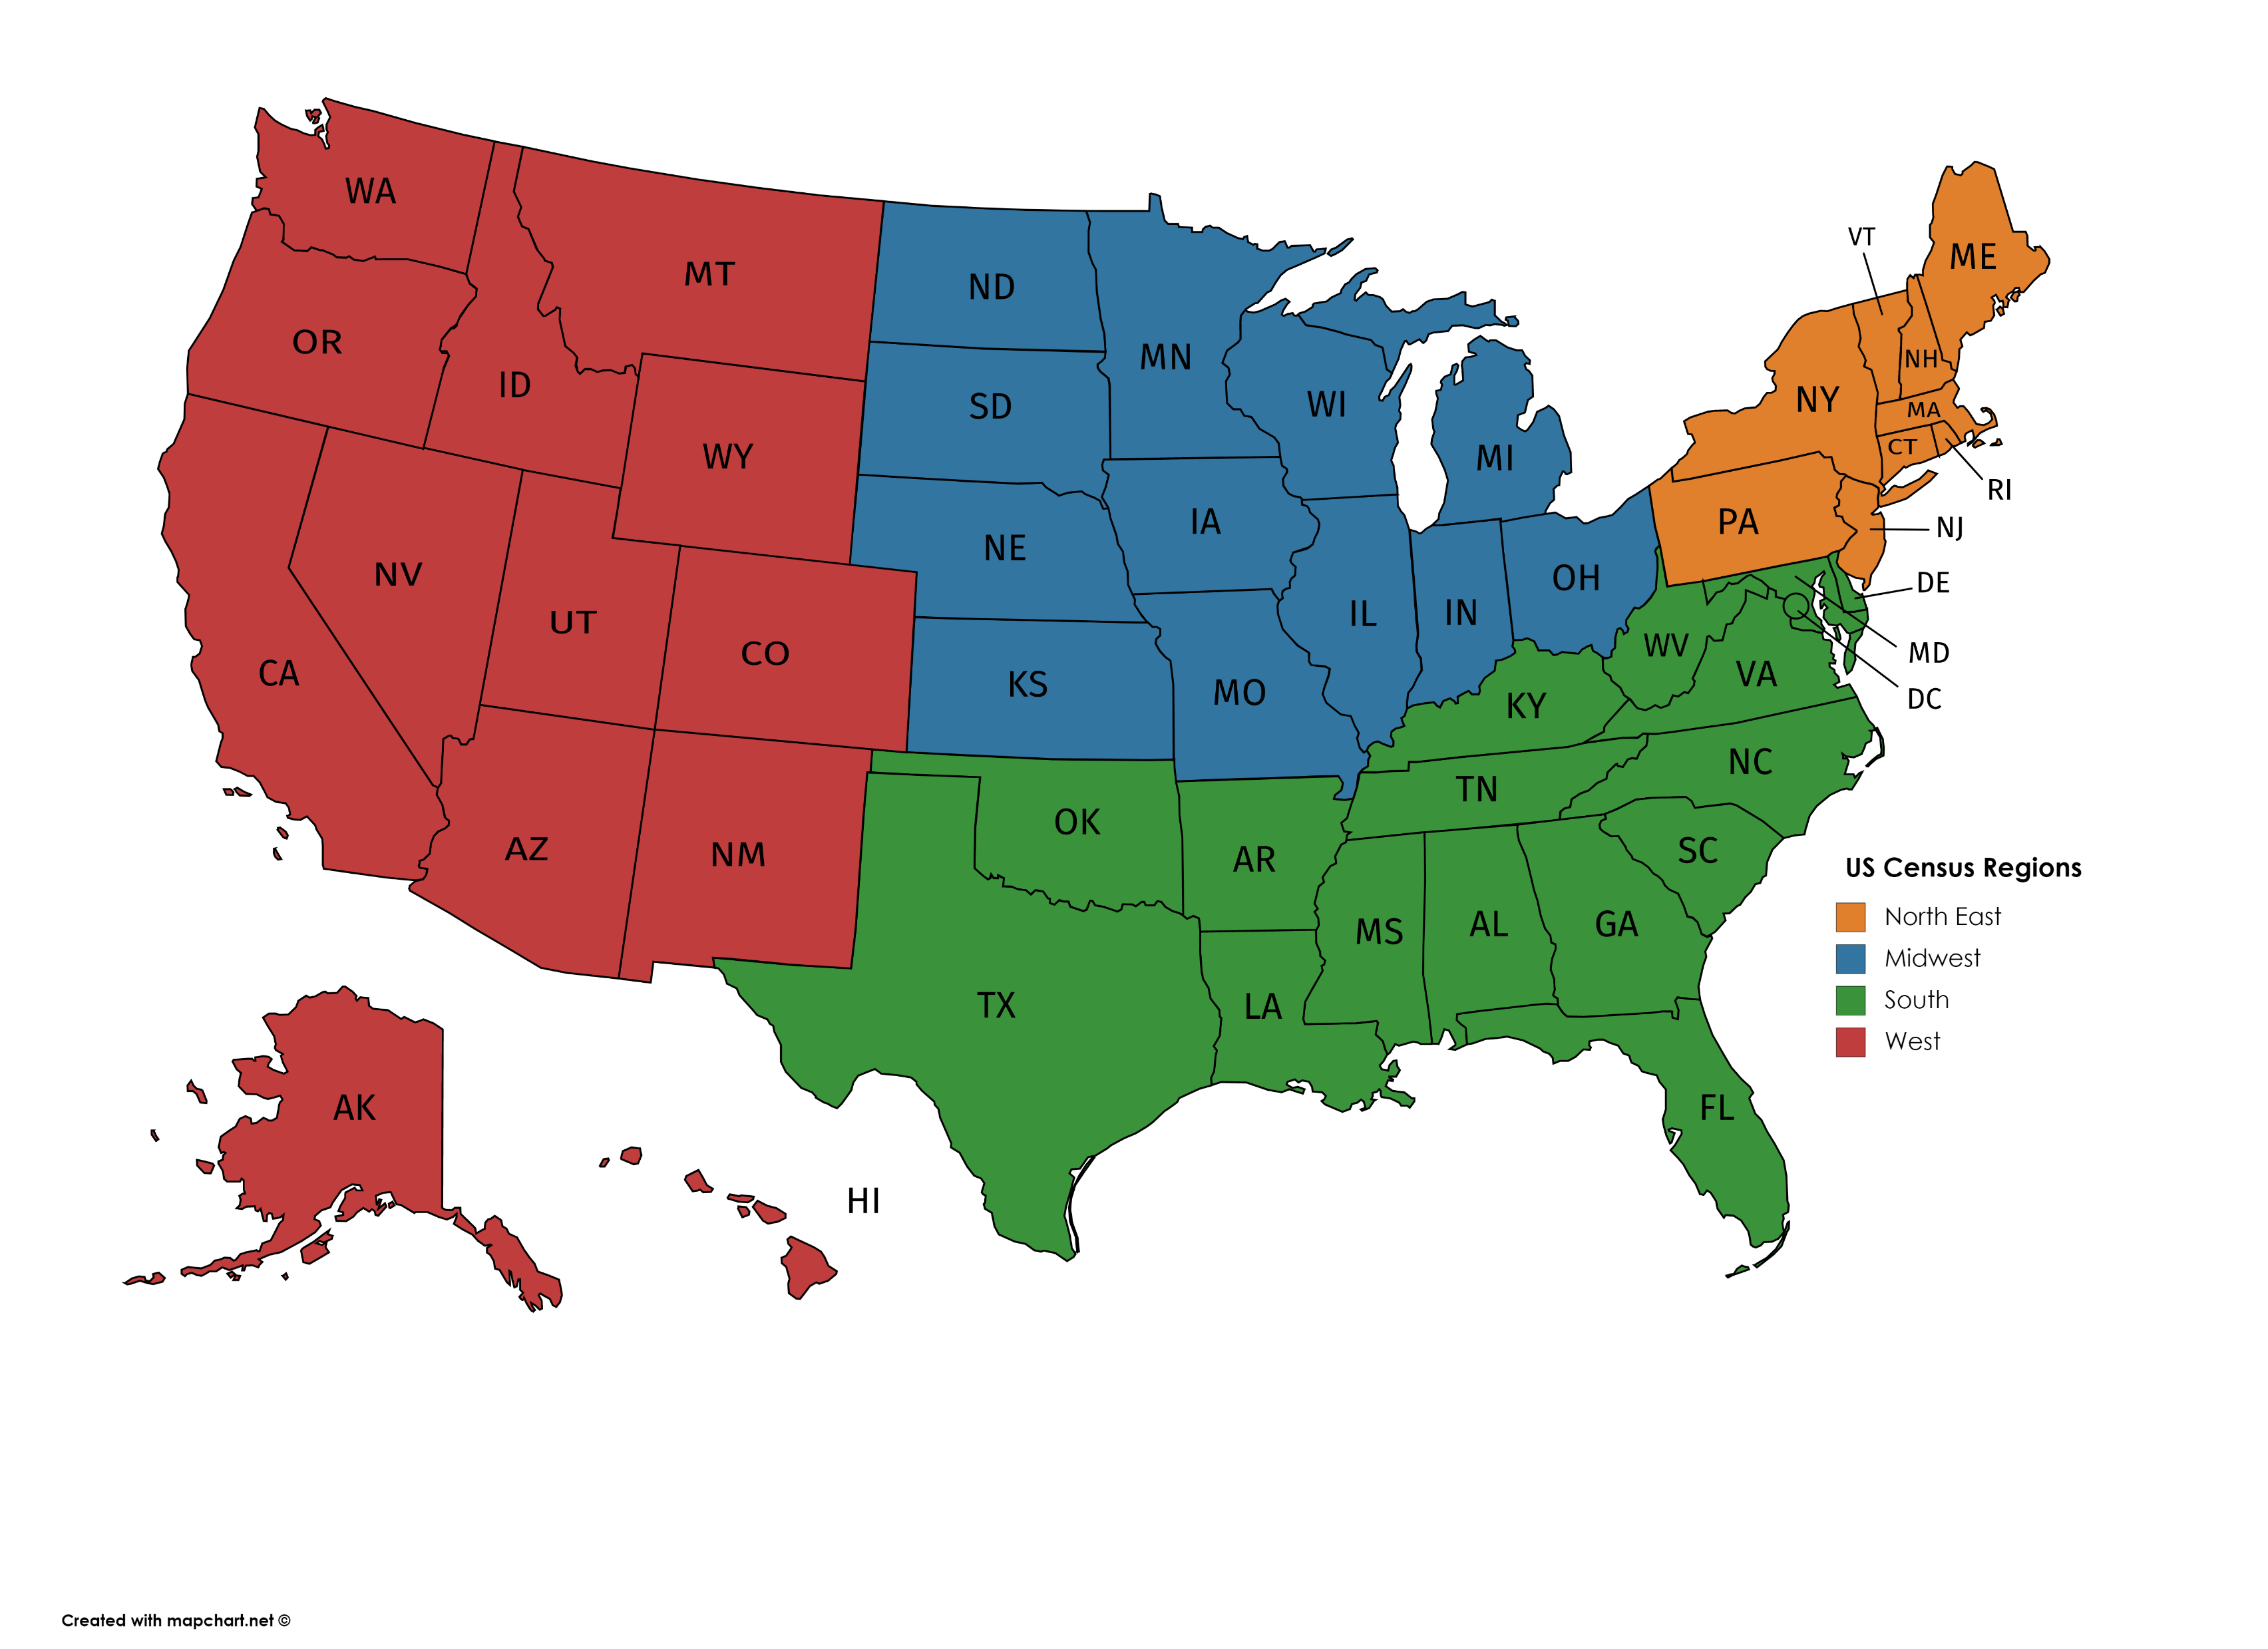 WA
MT
ND
MN
VT
ME
OR
ID
SD
WI
MI
NY
NH
MA
CT
RI
WY
NE
IA
PA
NJ
NV
UT
CO
KS
MO
IL
IN
OH
WV
VA
DE
MD
DC
CA
KY
AZ
NM
OK
AR
TN
NC
SC
TX
LA
MS
AL
GA
FL
AK
HI
US Census Regions
North East
Midwest
South
West
Created with mapchart.net ©